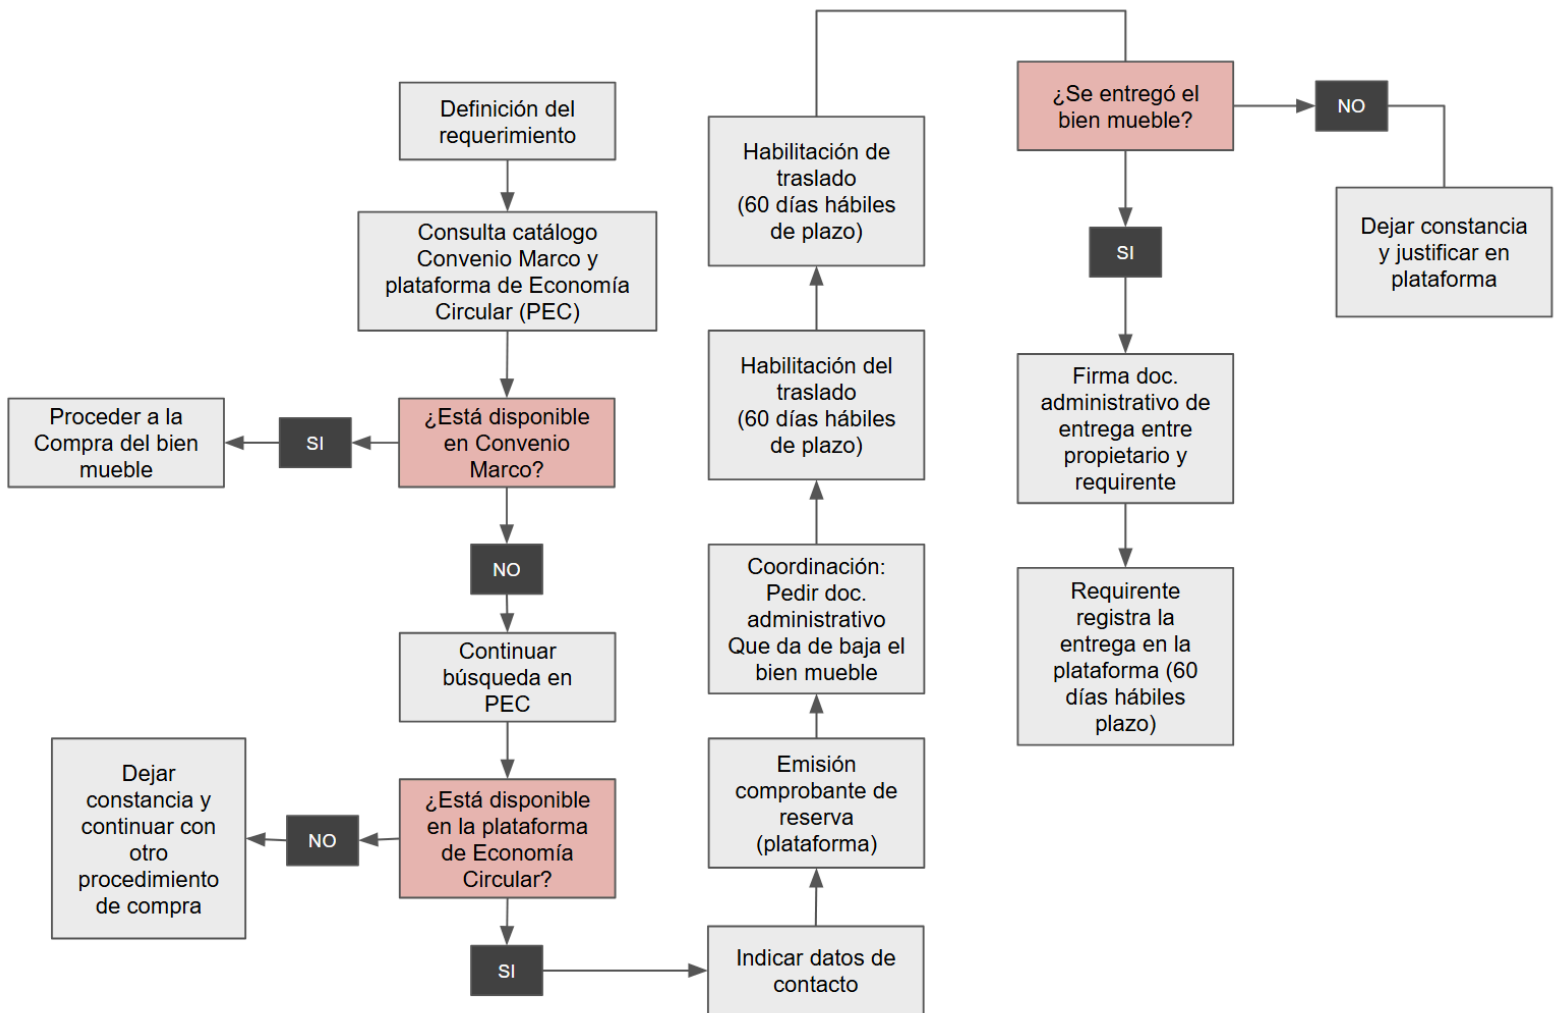 Definición del
requerimiento
Consulta catálogo
Convenio Marco y
plataforma de Economía
Circular (PEC)
¿Está disponible
en Convenio
Marco?
SI
Proceder a la
Compra del bien
mueble
NO
Continuar
búsqueda en
PEC
¿Está disponible
en la plataforma
de Economía
Circular?
NO
Dejar
constancia y
continuar con
otro
procedimiento
de compra
SI
Indicar datos de
contacto
Emisión
comprobante de
reserva
(plataforma)
Coordinación:
Pedir doc.
administrativo
Que da de baja el
bien mueble
Habilitación del
traslado
(60 días hábiles
de plazo)
Habilitación de
traslado
(60 días hábiles
de plazo)
¿Se entregó el
bien mueble?
NO
Dejar constancia
y justificar en
plataforma
SI
Firma doc.
administrativo de
entrega entre
propietario y
requirente
Requirente
registra la
entrega en la
plataforma (60
días hábiles
plazo)